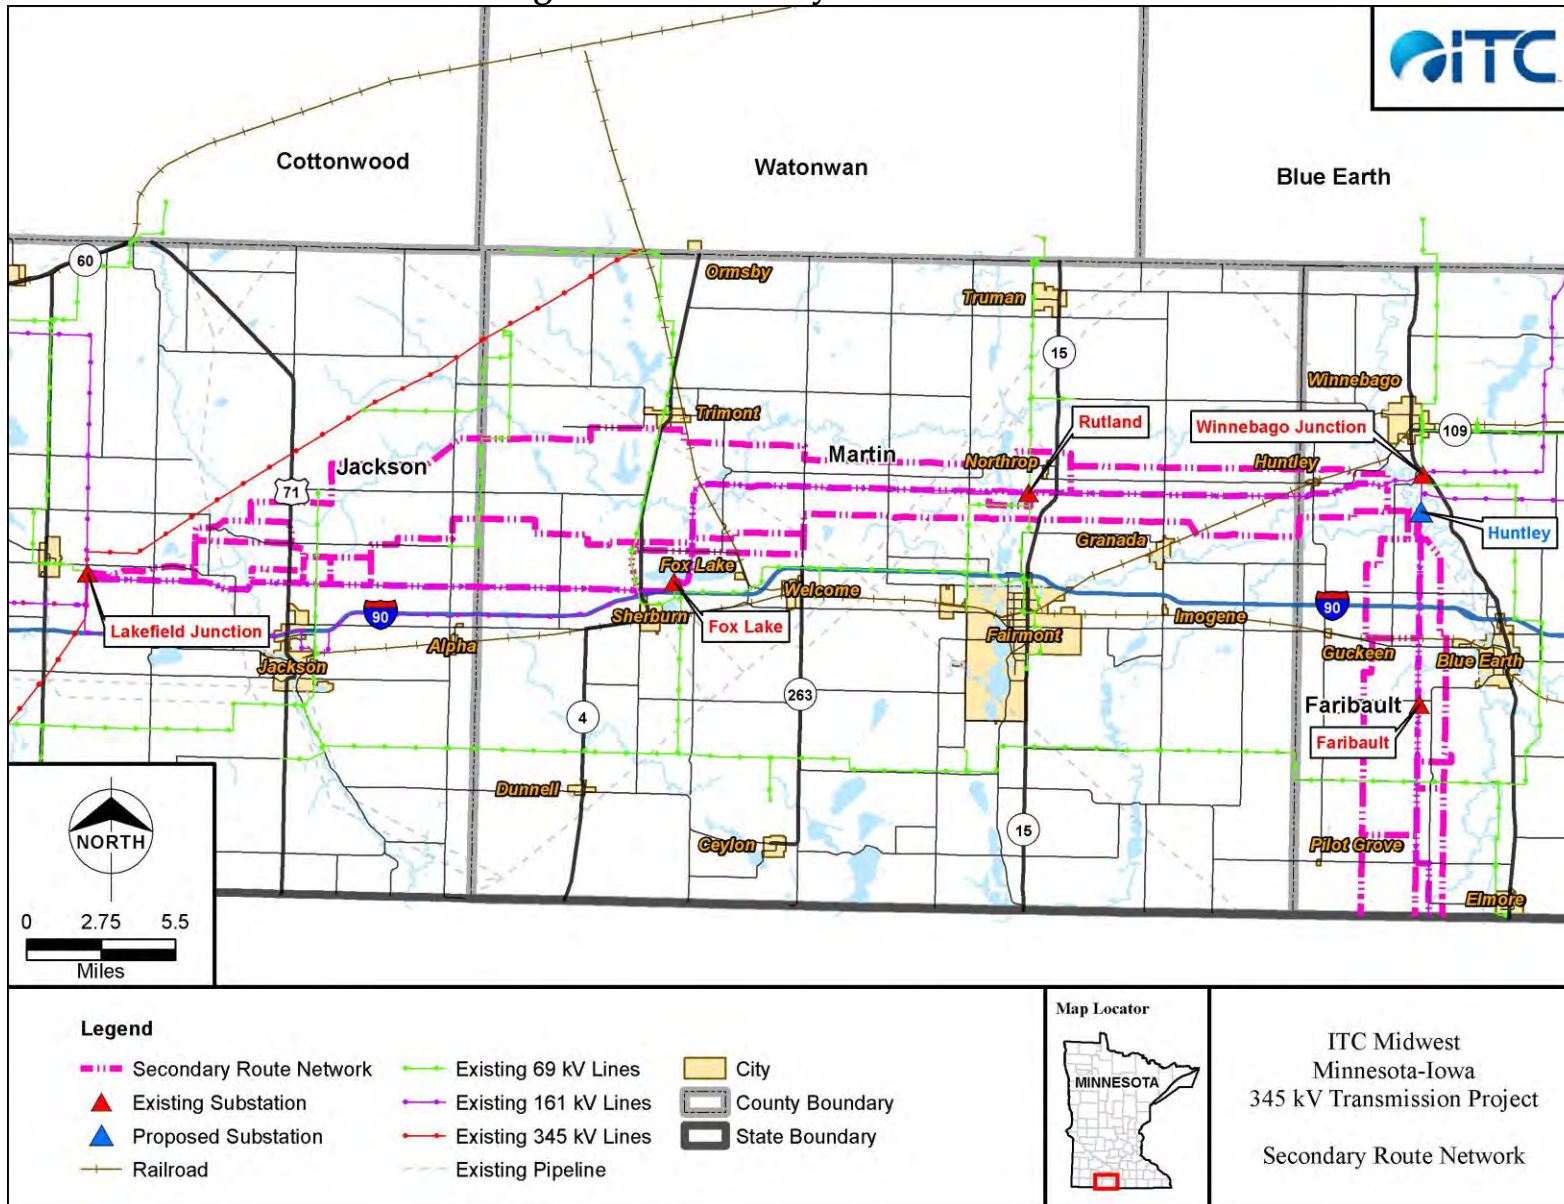 ITC
Cottonwood
Watonwan
Blue Earth
60
Ormsby
Truman
15
Winnebago
Trimont
Rutland
Winnebago Junction
109
Martin
Jackson
Northrop
Huntley
71
Huntley
Granada
Fox Lake
Welcome
90
90
Sherburn
Imogene
Lakefield Junction
Fox Lake
Fairmont
Alpha
Guckeen
Jackson
Blue Earth
263
4
Faribault
Faribault
Dunnell
NORTH
15
Ceylon
Pilot Grove
Elmore
0 2.75 5.5
Miles
Legend
Secondary Route Network
Existing Substation
Proposed Substation
Railroad
Existing 69 kV Lines
Existing 161 kV Lines
Existing 345 kV Lines
Existing Pipeline
City
County Boundary
State Boundary
Map Locator
MINNESOTA
ITC Midwest
Minnesota-Iowa
345 kV Transmission Project
Secondary Route Network